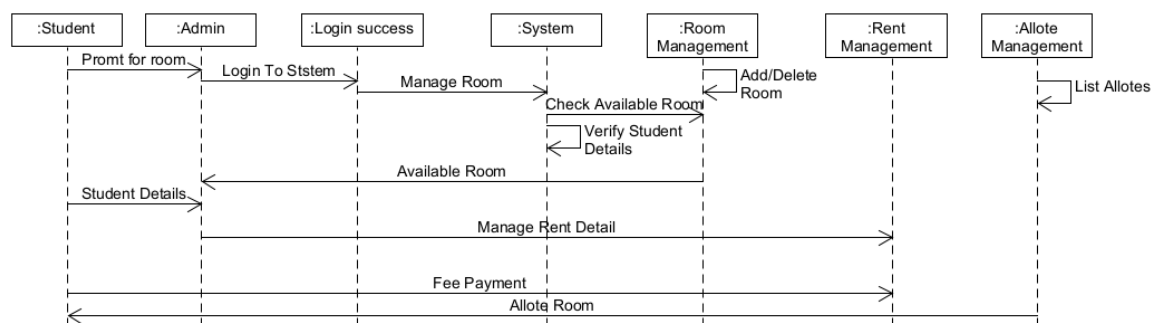 :Student
:Admin
:Login success
:System
:Room
Management
:Rent
Management
:Allote
Management
Promt for room
Login To Ststem
Manage Room
Add/Delete
Room
List Allotes
Check Available Room
Verify Student
Details
Available Room
Student Details
Manage Rent Detail
Fee Payment
Allote Room